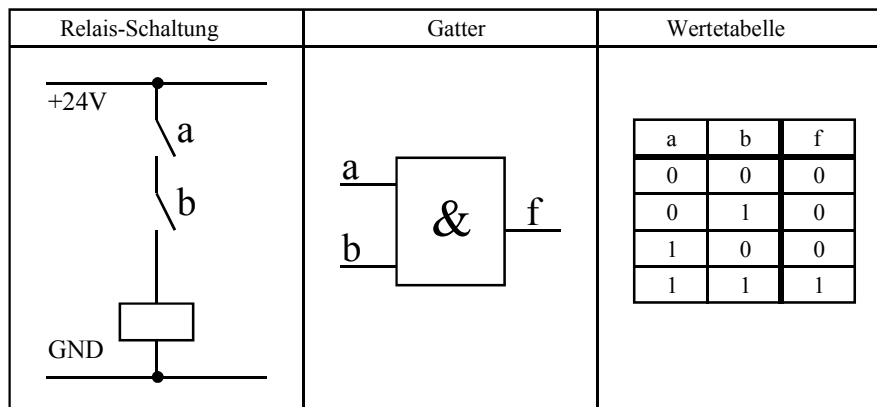 Relais-Schaltung Gatter Wertetabelle
+24V
a
b
GND
a
b
&
f
a b f
0 0 0
0 1 0
1 0 0
1 1 1